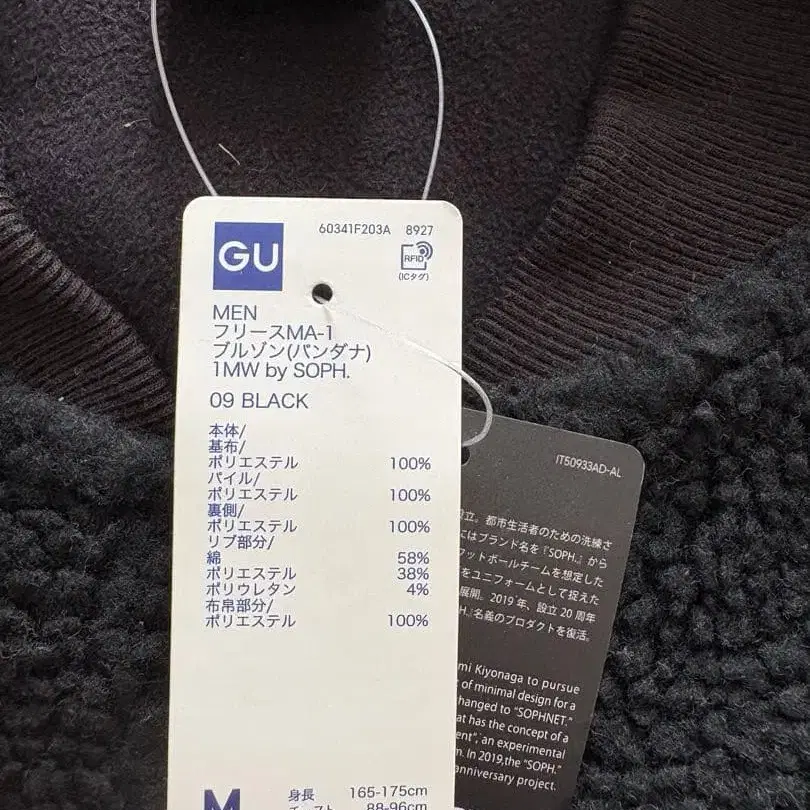 60341F203A 8927
GU
RFID
(ICタグ)
MEN
フリースMA-1
ブルゾン(バンダナ)
1MW by SOPH.
09 BLACK
本体/
基布/
ポリエステル 100%
パイル/
ポリエステル 100%
裏側/
ポリエステル 100%
リブ部分/
綿 58%
ポリエステル 38%
ポリウレタン 4%
布帛部分/
ポリエステル 100%
M 身長 165-175cm
チェスト 88-96cm
IT50933AD-AL
設立。都市生活者のための洗練さ
にはブランド名を『SOPH.』から
フットボールチームを想定した
をユニフォームとして捉えた
展開。2019年、設立20周年
H.』名義のプロダクトを復活。
mi Kiyonaga to pursue
of minimal design for a
hanged to "SOPHNET."
at has the concept of a
ent", an experimental
m. In 2019,the "SOPH."
anniversary project.